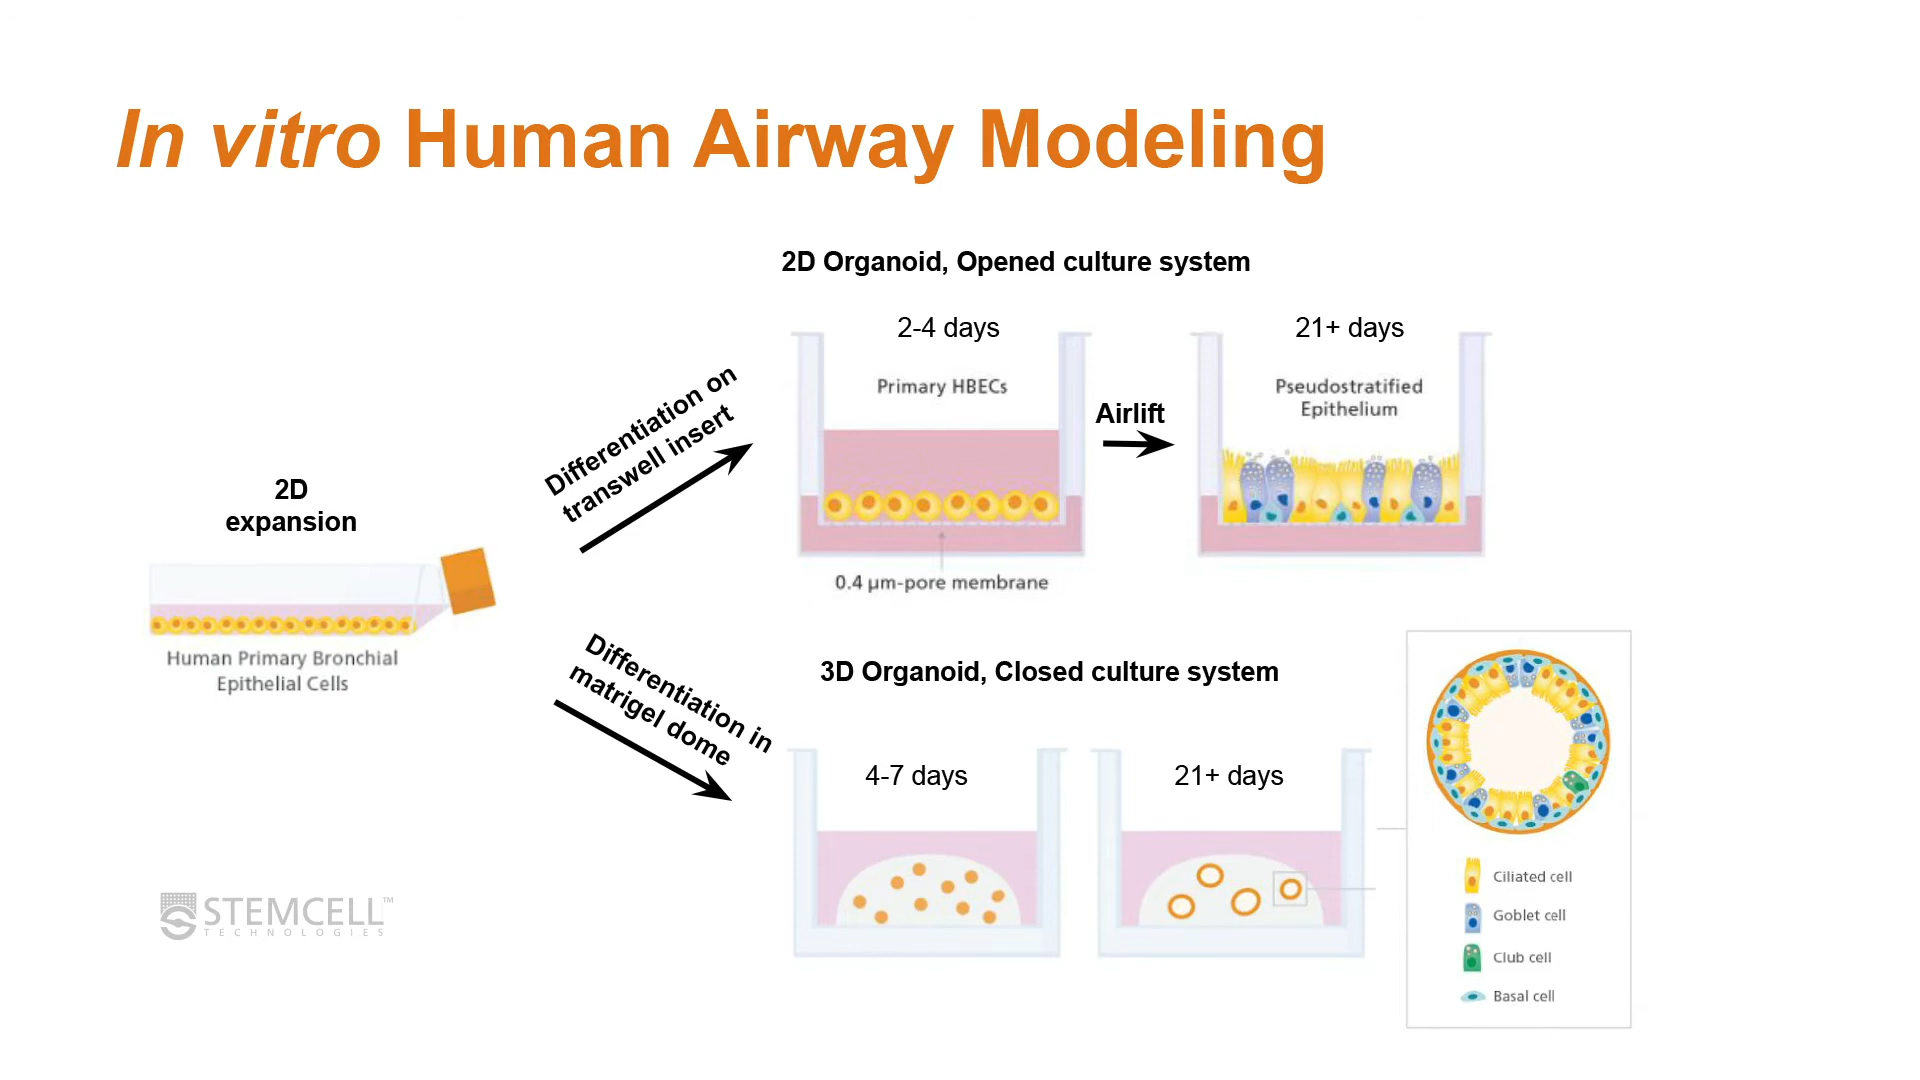 In vitro Human Airway Modeling
2D Organoid, Opened culture system
2-4 days
21+ days
Primary HBECs
Pseudostratified
Epithelium
Airlift
Differentiation on
transwell insert
0.4 µm-pore membrane
2D
expansion
Human Primary Bronchial
Epithelial Cells
Differentiation in
matrigel dome
3D Organoid, Closed culture system
4-7 days
21+ days
Ciliated cell
Goblet cell
Club cell
Basal cell
STEMCELL™
TECHNOLOGIES